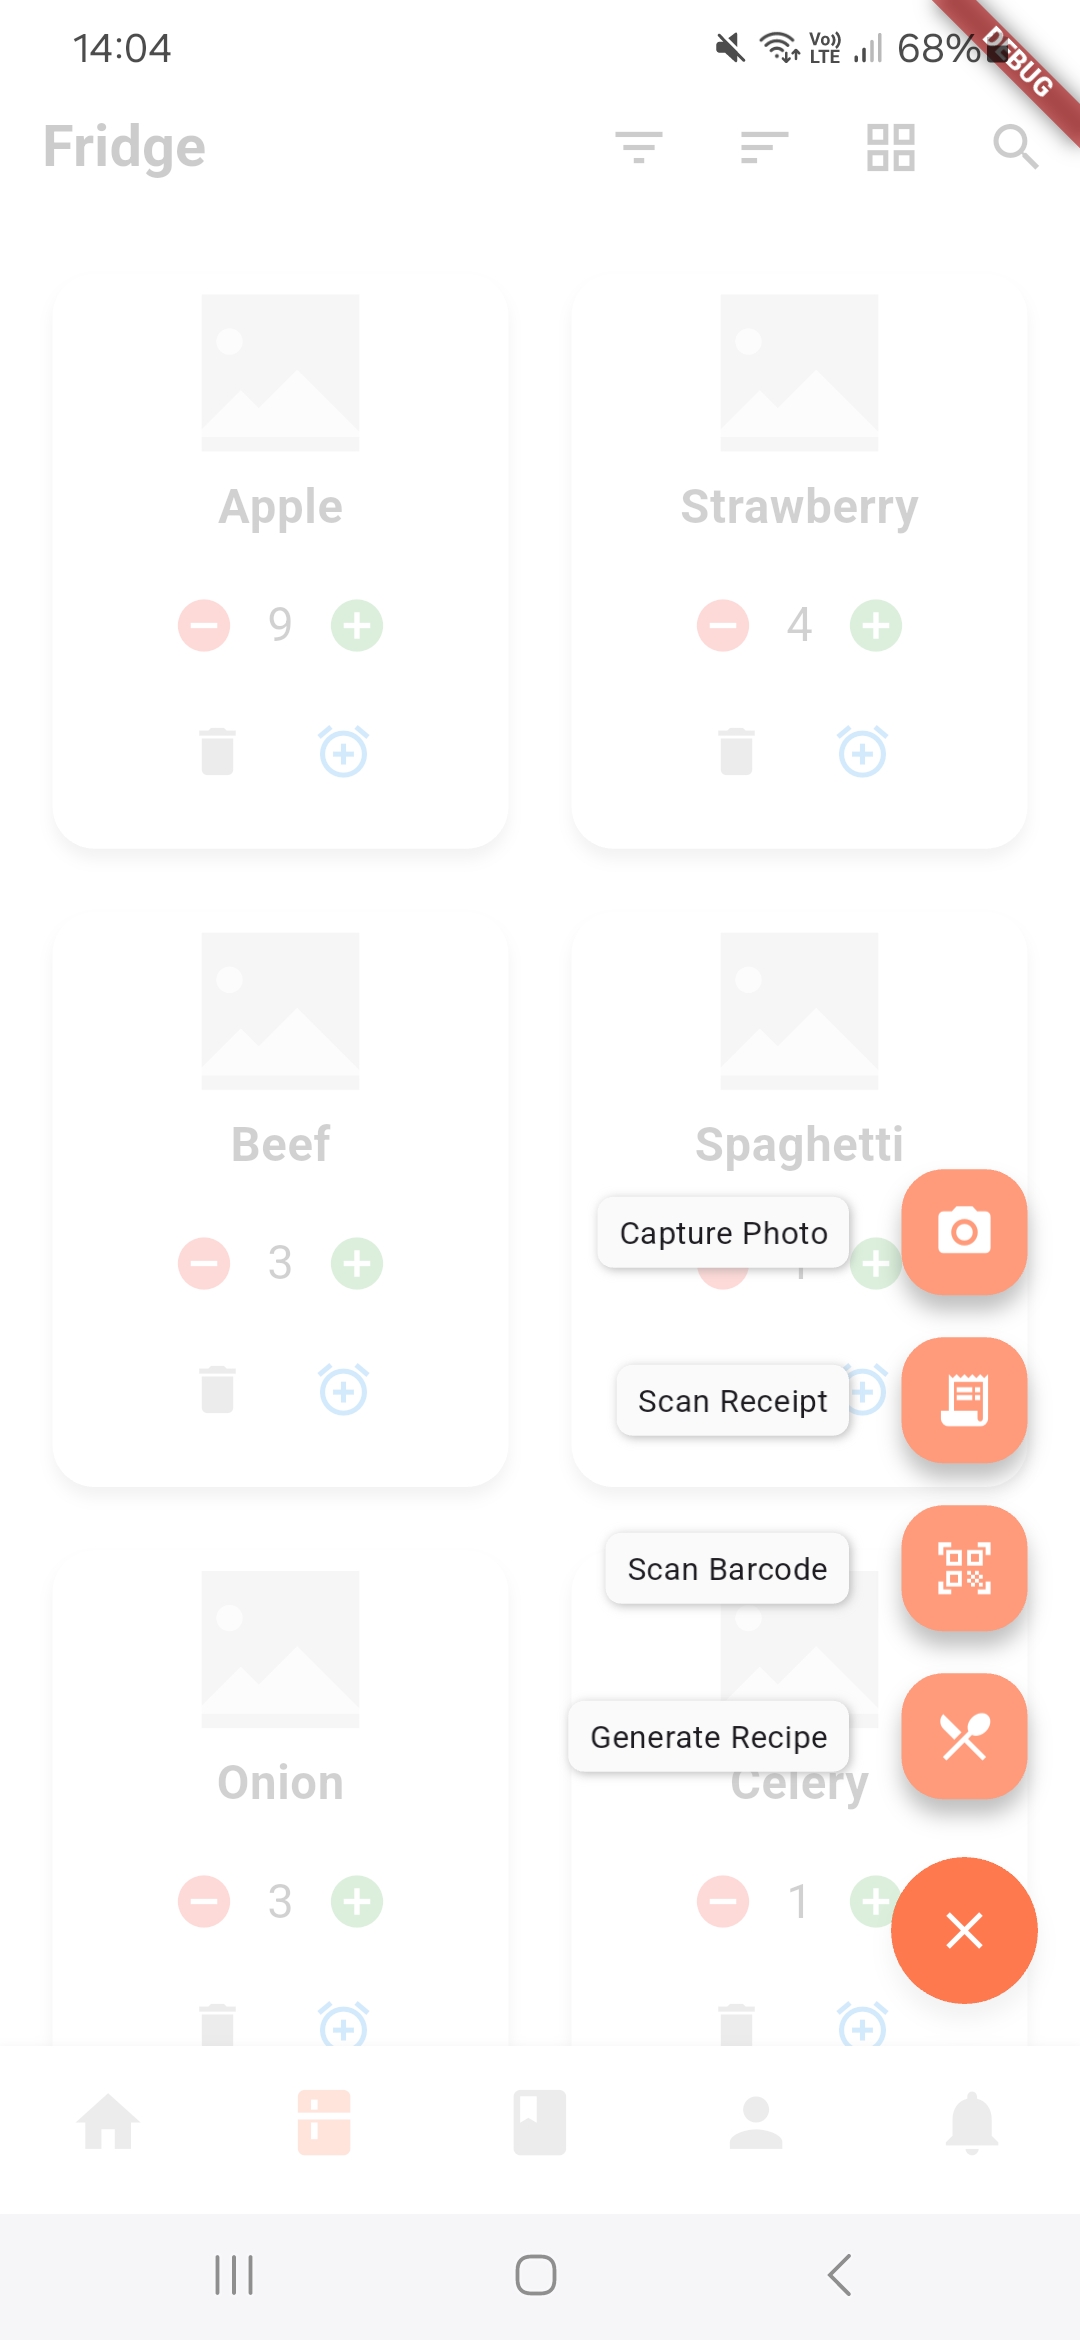 14:04
Vo))
LTE
68%
DEBUG
Fridge
Apple
Strawberry
9
4
Beef
Spaghetti
Capture Photo
3
Scan Receipt
Scan Barcode
Generate Recipe
Onion
Celery
3
1